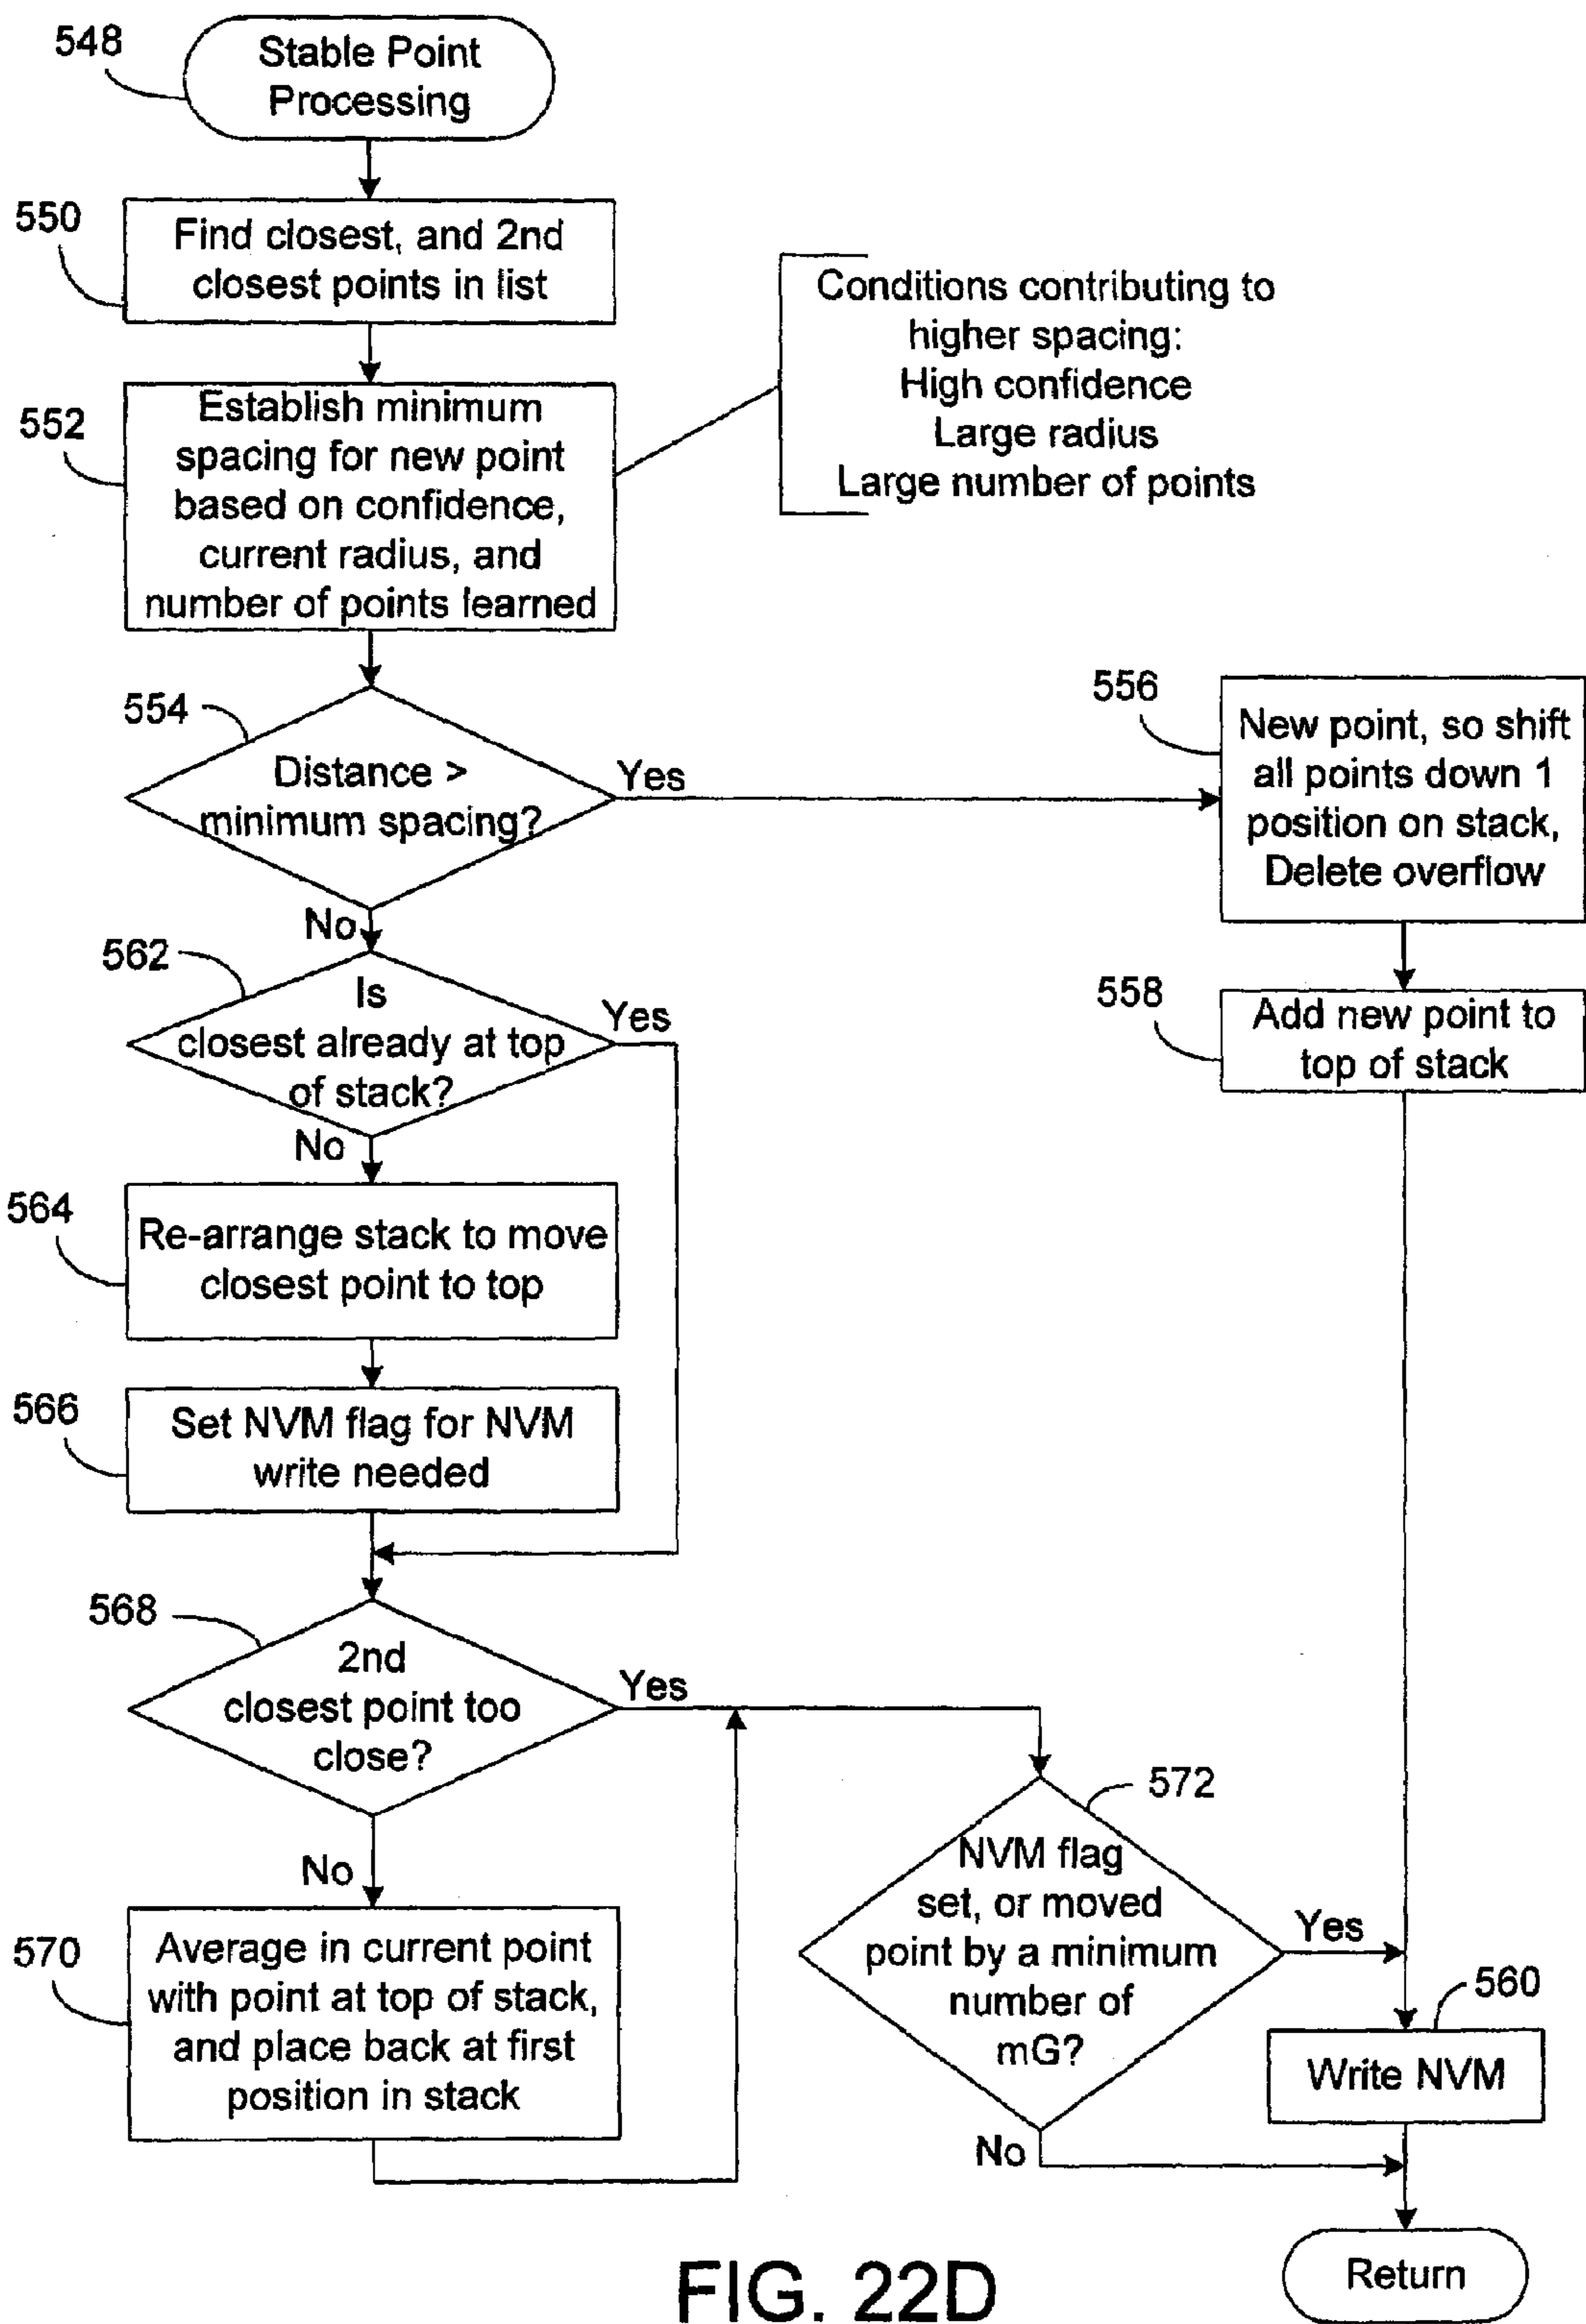 548
Stable Point
Processing
550
Find closest, and 2nd
closest points in list
552
Establish minimum
spacing for new point
based on confidence,
current radius, and
number of points learned
Conditions contributing to
higher spacing:
High confidence
Large radius
Large number of points
554
Distance >
minimum spacing?
Yes
No
556
New point, so shift
all points down 1
position on stack,
Delete overflow
558
Add new point to
top of stack
562
Is
closest already at top
of stack?
Yes
No
564
Re-arrange stack to move
closest point to top
566
Set NVM flag for NVM
write needed
568
2nd
closest point too
close?
Yes
No
570
Average in current point
with point at top of stack,
and place back at first
position in stack
572
NVM flag
set, or moved
point by a minimum
number of
mG?
Yes
No
560
Write NVM
Return
FIG. 22D